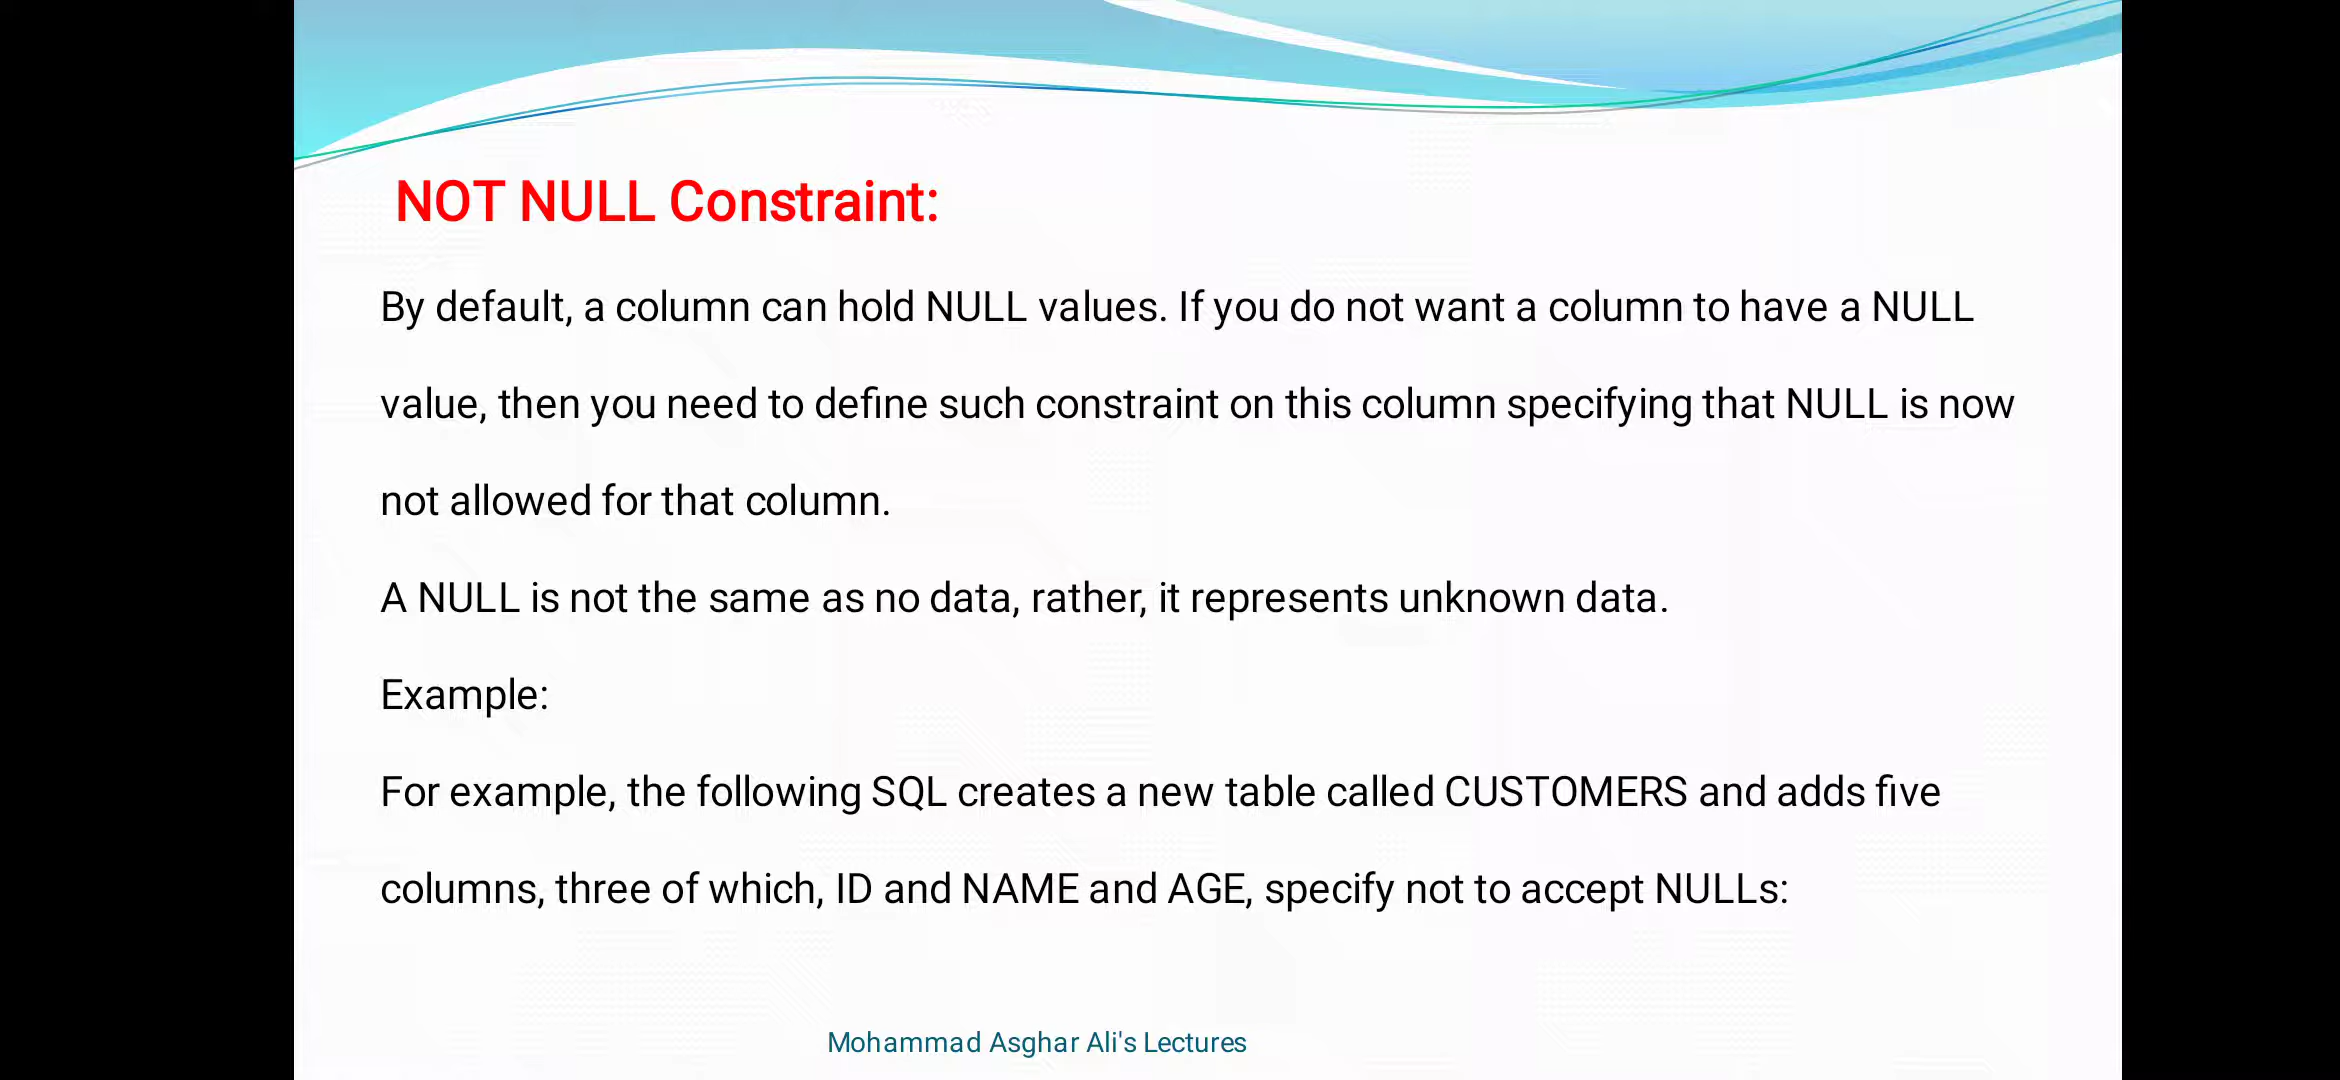 NOT NULL Constraint:
By default, a column can hold NULL values. If you do not want a column to have a NULL
value, then you need to define such constraint on this column specifying that NULL is now
not allowed for that column.
A NULL is not the same as no data, rather, it represents unknown data.
Example:
For example, the following SQL creates a new table called CUSTOMERS and adds five
columns, three of which, ID and NAME and AGE, specify not to accept NULLs:
Mohammad Asghar Ali's Lectures